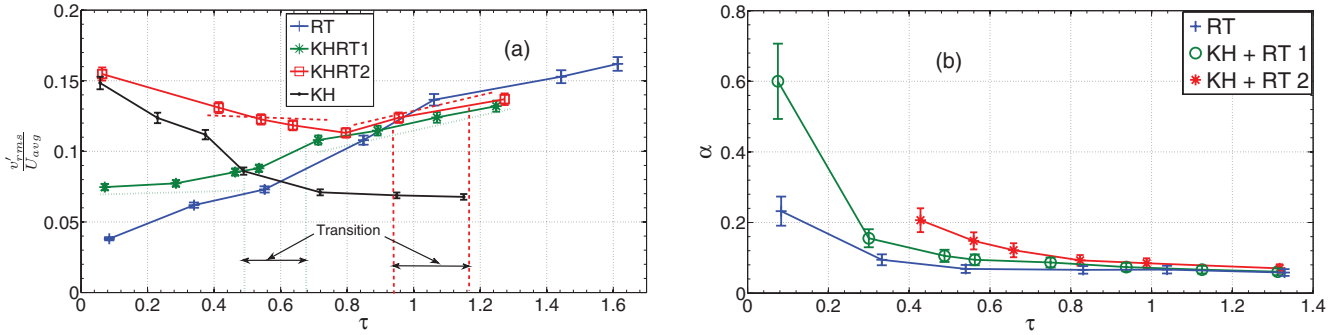 0.2
0.15
0.1
0.05
0
v'rms
Uavg
RT
KHRT1
KHRT2
KH
(a)
Transition
0 0.2 0.4 0.6 0.8 1 1.2 1.4 1.6
τ
0.8
0.6
0.4
0.2
0
α
(b)
RT
KH + RT 1
KH + RT 2
0 0.2 0.4 0.6 0.8 1 1.2 1.4
τ